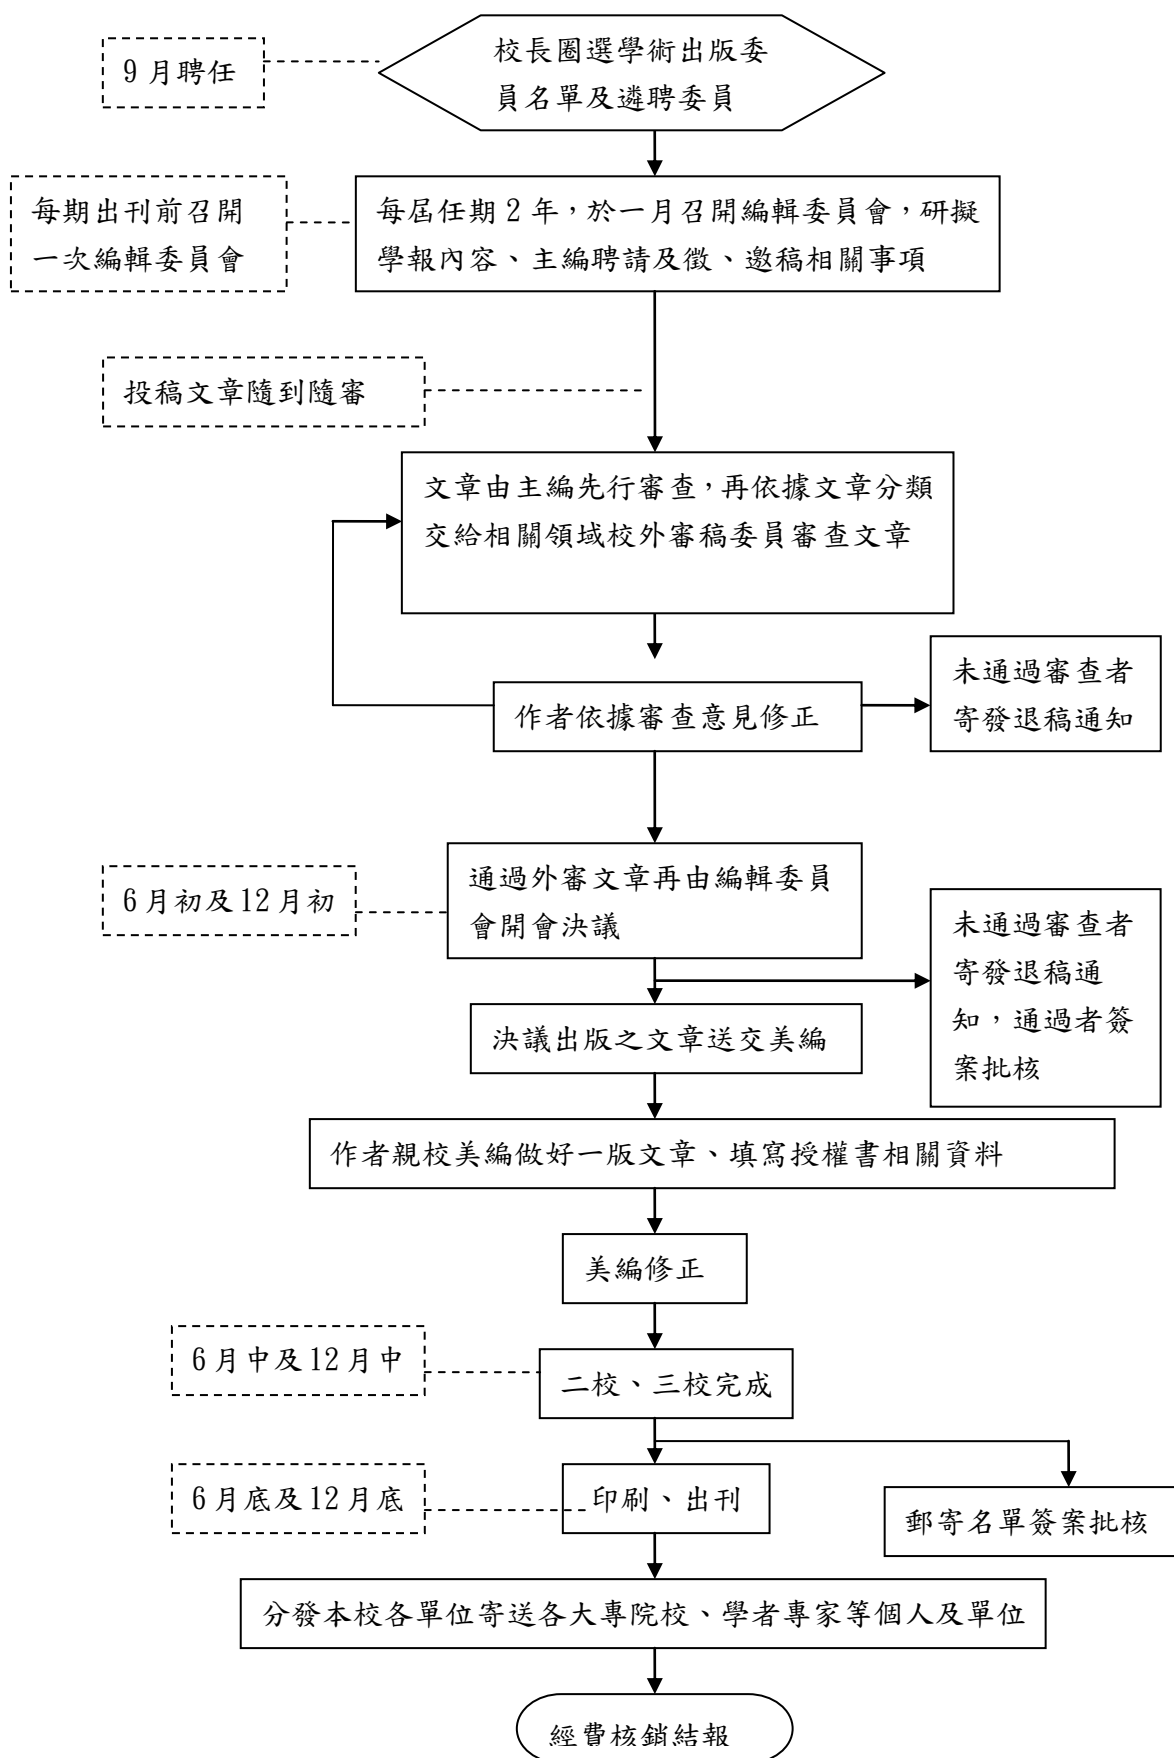 9月聘任
校長圈選學術出版委
員名單及遴聘委員
每期出刊前召開
一次編輯委員會
每屆任期2年，於一月召開編輯委員會，研擬
學報內容、主編聘請及徵、邀稿相關事項
投稿文章隨到隨審
文章由主編先行審查，再依據文章分類
交給相關領域校外審稿委員審查文章
作者依據審查意見修正
未通過審查者
寄發退稿通知
6月初及12月初
通過外審文章再由編輯委員
會開會決議
未通過審查者
寄發退稿通
知，通過者簽
案批核
決議出版之文章送交美編
作者親校美編做好一版文章、填寫授權書相關資料
美編修正
6月中及12月中
二校、三校完成
6月底及12月底
印刷、出刊
郵寄名單簽案批核
分發本校各單位寄送各大專院校、學者專家等個人及單位
經費核銷結報